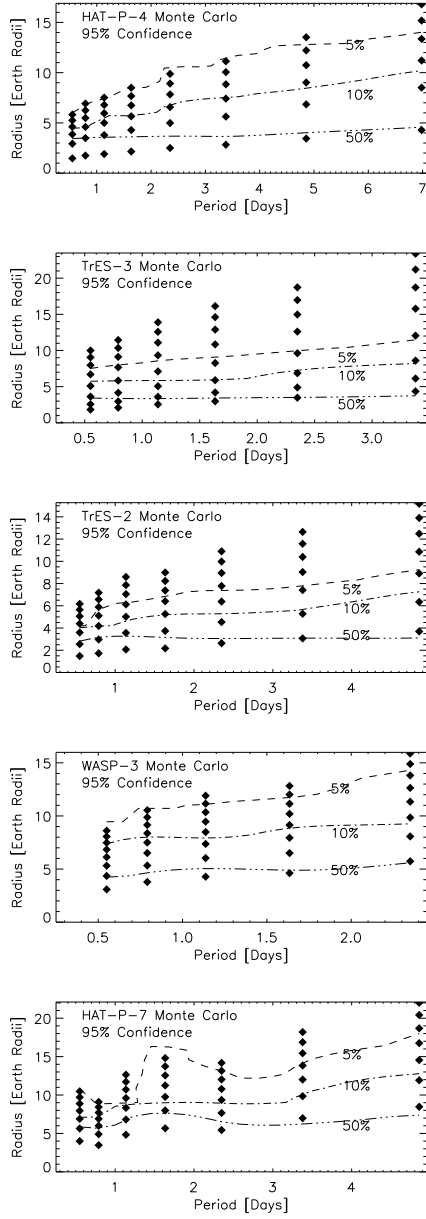 HAT-P-4 Monte Carlo
95% Confidence
15
10
5
0
Radius [Earth Radii]
5%
10%
50%
1 2 3 4 5 6 7
Period [Days]
TrES-3 Monte Carlo
95% Confidence
20
15
10
5
0
Radius [Earth Radii]
5%
10%
50%
0.5 1.0 1.5 2.0 2.5 3.0
Period [Days]
TrES-2 Monte Carlo
95% Confidence
14
12
10
8
6
4
2
0
Radius [Earth Radii]
5%
10%
50%
1 2 3 4
Period [Days]
WASP-3 Monte Carlo
95% Confidence
15
10
5
0
Radius [Earth Radii]
5%
10%
50%
0.5 1.0 1.5 2.0
Period [Days]
HAT-P-7 Monte Carlo
95% Confidence
20
15
10
5
0
Radius [Earth Radii]
5%
10%
50%
1 2 3 4
Period [Days]